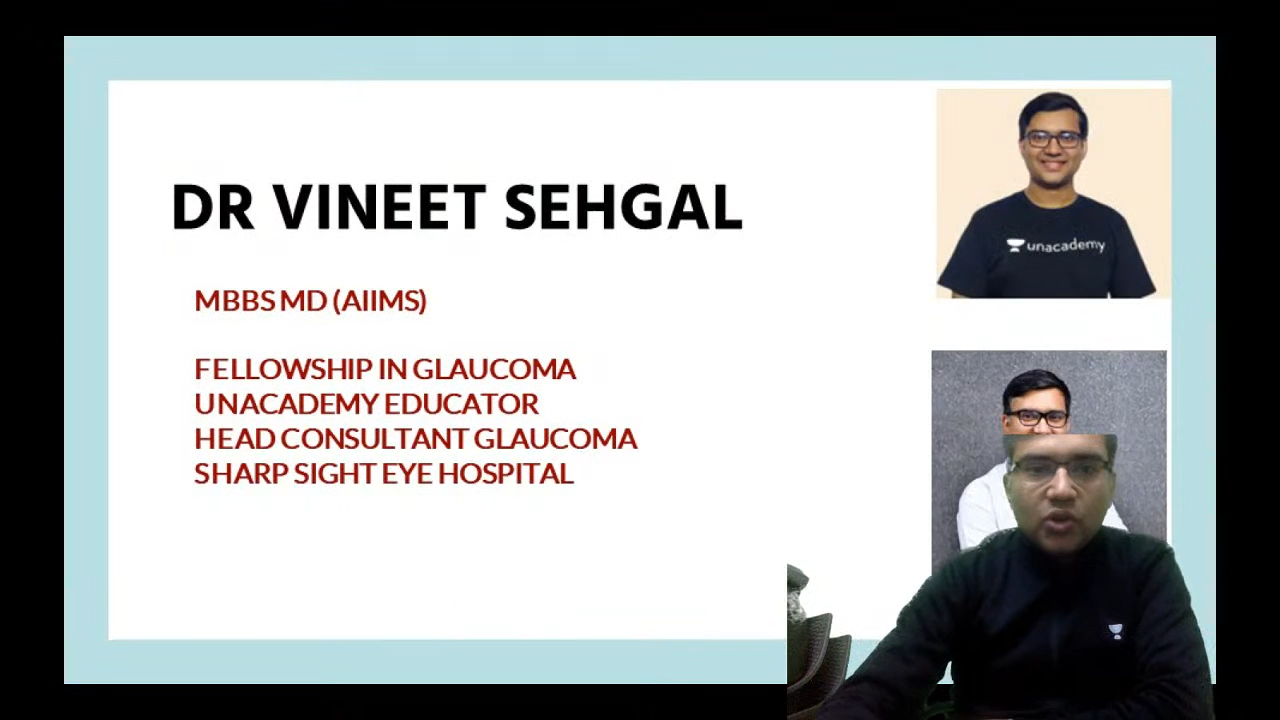 DR VINEET SEHGAL
MBBS MD (AIIMS)
FELLOWSHIP IN GLAUCOMA
UNACADEMY EDUCATOR
HEAD CONSULTANT GLAUCOMA
SHARP SIGHT EYE HOSPITAL
unacademy